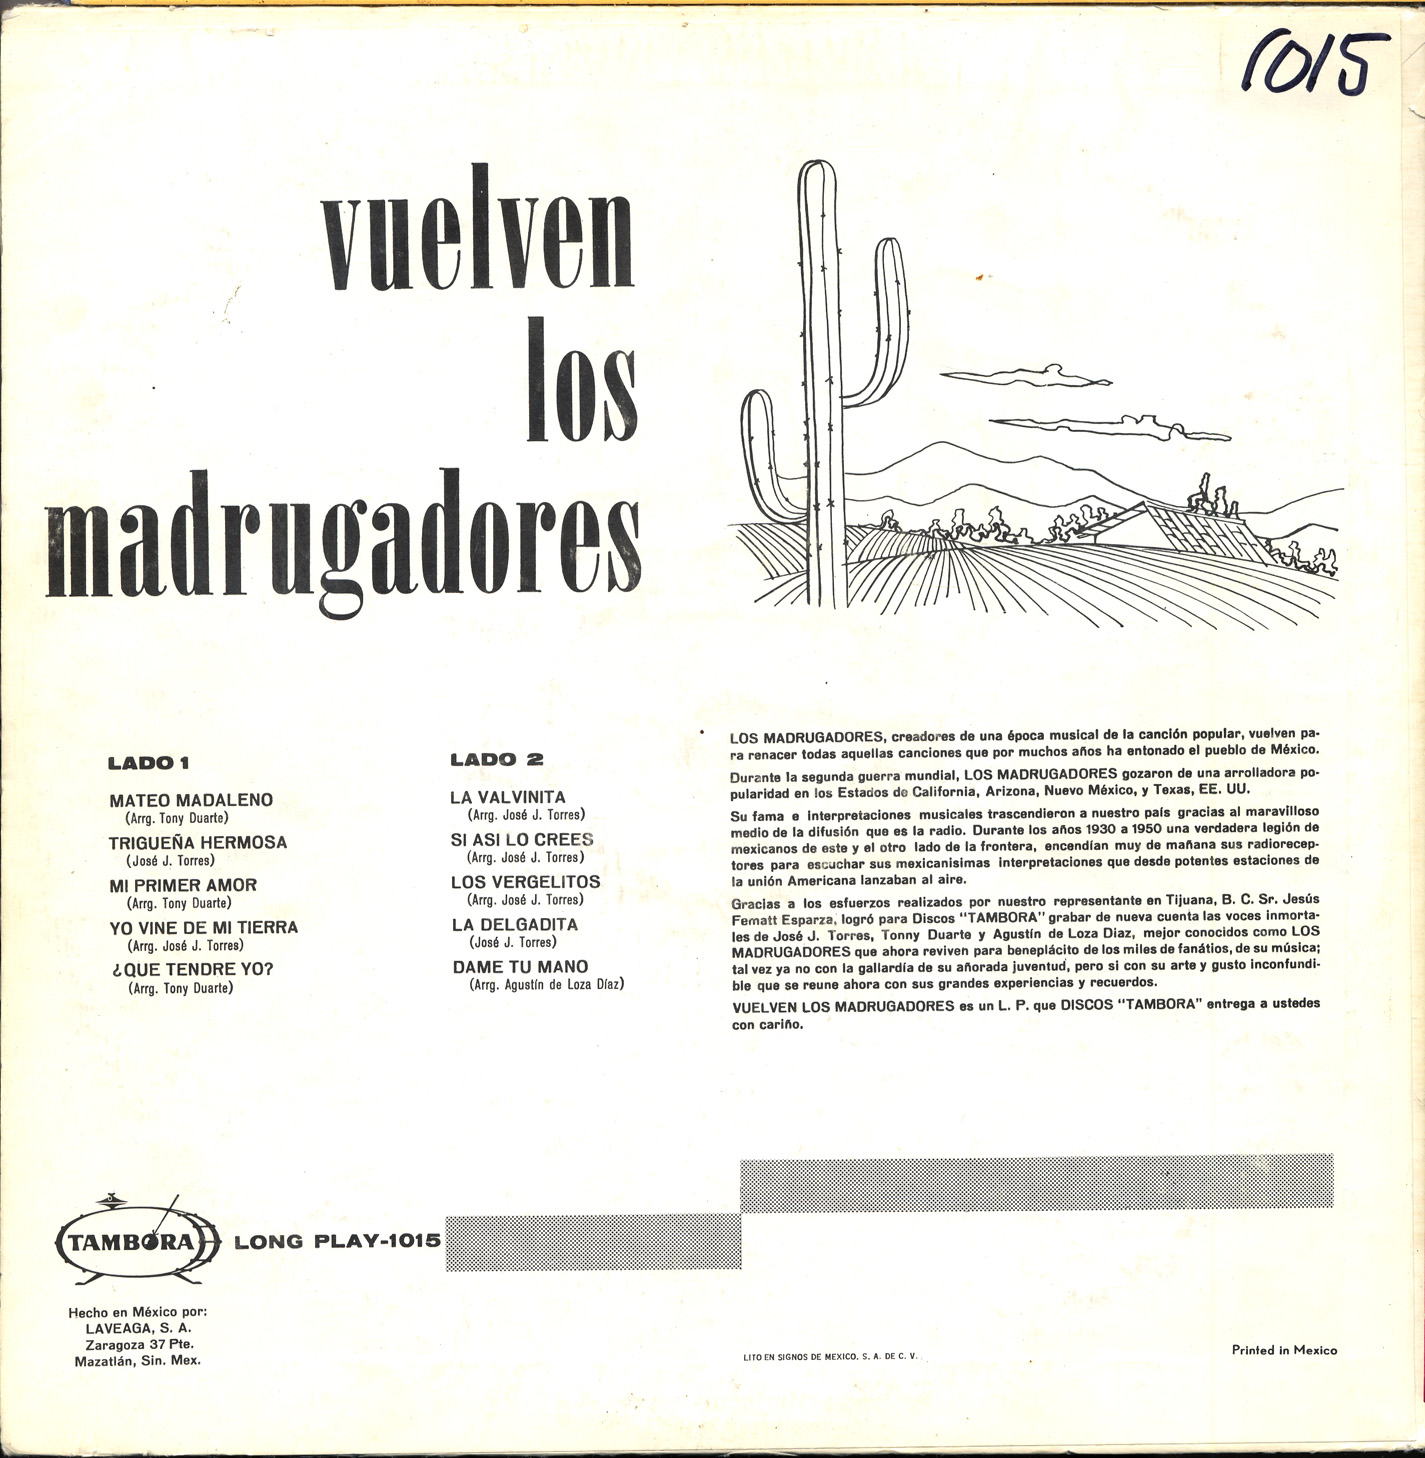 1015
vuelven
los
madrugadores
LADO 1
MATEO MADALENO
(Arrg. Tony Duarte)
TRIGUEÑA HERMOSA
(José J. Torres)
MI PRIMER AMOR
(Arrg. Tony Duarte)
YO VINE DE MI TIERRA
(Arrg. José J. Torres)
¿QUE TENDRE YO?
(Arrg. Tony Duarte)
LADO 2
LA VALVINITA
(Arrg. José J. Torres)
SI ASI LO CREES
(Arrg. José J. Torres)
LOS VERGELITOS
(Arrg. José J. Torres)
LA DELGADITA
(José J. Torres)
DAME TU MANO
(Arrg. Agustín de Loza Díaz)
LOS MADRUGADORES, creadores de una época musical de la canción popular, vuelven pa-
ra renacer todas aquellas canciones que por muchos años ha entonado el pueblo de México.
Durante la segunda guerra mundial, LOS MADRUGADORES gozaron de una arrolladora po-
pularidad en los Estados de California, Arizona, Nuevo México, y Texas, EE. UU.
Su fama e interpretaciones musicales trascendieron a nuestro país gracias al maravilloso
medio de la difusión que es la radio. Durante los años 1930 a 1950 una verdadera legión de
mexicanos de este y el otro lado de la frontera, encendían muy de mañana sus radiorecep-
tores para escuchar sus mexicanisimas interpretaciones que desde potentes estaciones de
la unión Americana lanzaban al aire.
Gracias a los esfuerzos realizados por nuestro representante en Tijuana, B. C. Sr. Jesús
Fematt Esparza, logró para Discos "TAMBORA" grabar de nueva cuenta las voces inmorta-
les de José J. Torres, Tonny Duarte y Agustín de Loza Diaz, mejor conocidos como LOS
MADRUGADORES que ahora reviven para beneplácito de los miles de fanátios, de su música;
tal vez ya no con la gallardía de su añorada juventud, pero si con su arte y gusto inconfundi-
ble que se reune ahora con sus grandes experiencias y recuerdos.
VUELVEN LOS MADRUGADORES es un L. P. que DISCOS "TAMBORA" entrega a ustedes
con cariño.
TAMBORA
LONG PLAY-1015
Hecho en México por:
LAVEAGA, S. A.
Zaragoza 37 Pte.
Mazatlán, Sin. Mex.
LITO EN SIGNOS DE MEXICO. S. A. DE C. V.
Printed in Mexico